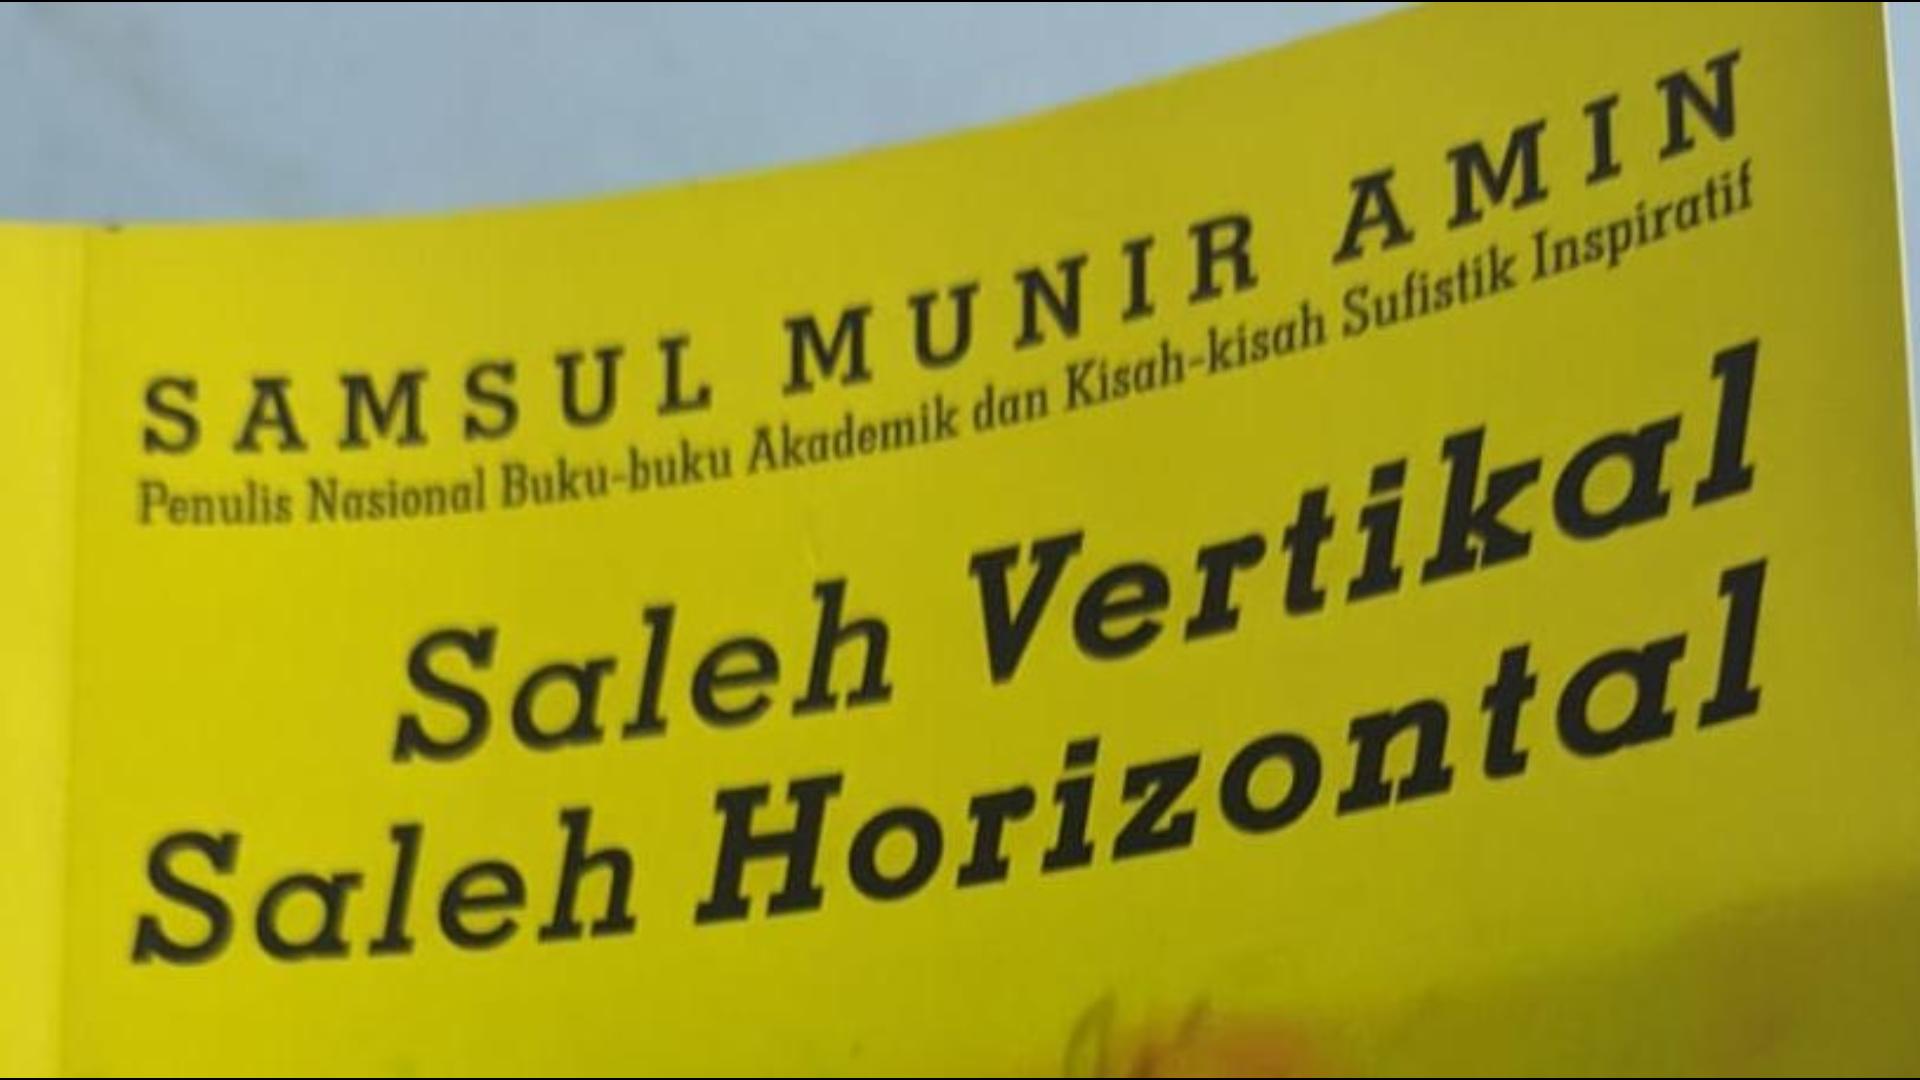 SAMSUL MUNIR AMIN
Penulis Nasional Buku-buku Akademik dan Kisah-kisah Sufistik Inspiratif
Saleh Vertikal
Saleh Horizontal